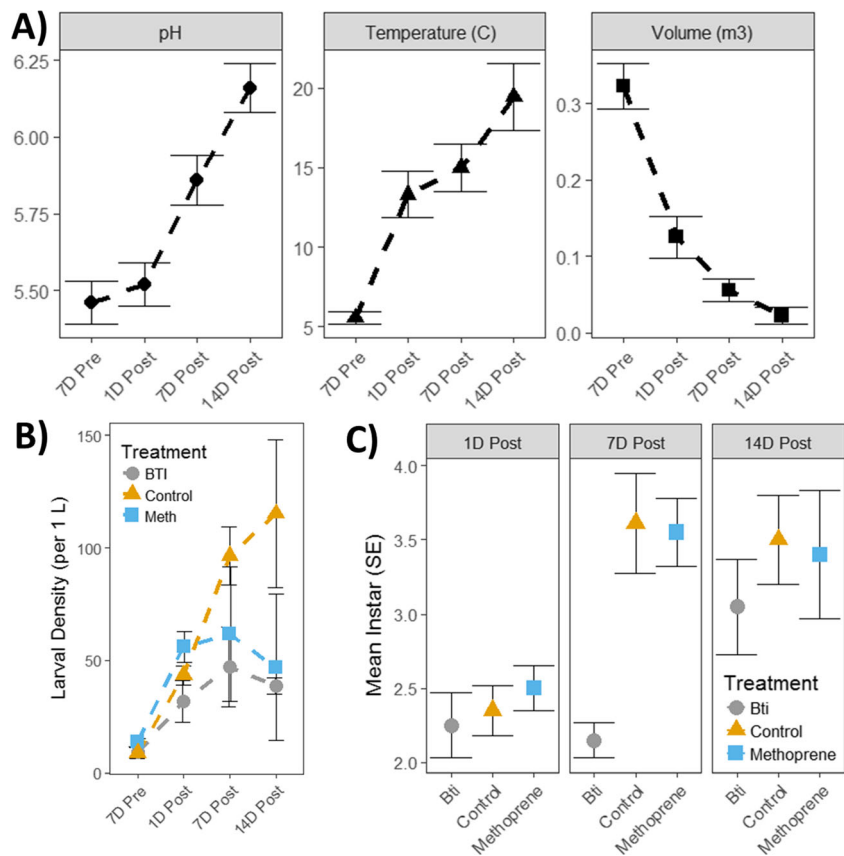 A)
pH
Temperature (C)
Volume (m3)
6.25
6.00
5.75
5.50
20
15
10
5
0.3
0.2
0.1
0.0
7D Pre
1D Post
7D Post
14D Post
7D Pre
1D Post
7D Post
14D Post
7D Pre
1D Post
7D Post
14D Post
B)
Larval Density (per 1 L)
150
100
50
0
Treatment
BTI
Control
Meth
7D Pre
1D Post
7D Post
14D Post
C)
1D Post
7D Post
14D Post
Mean Instar (SE)
4.0
3.5
3.0
2.5
2.0
Treatment
Bti
Control
Methoprene
Bti
Control
Methoprene
Bti
Control
Methoprene
Bti
Control
Methoprene